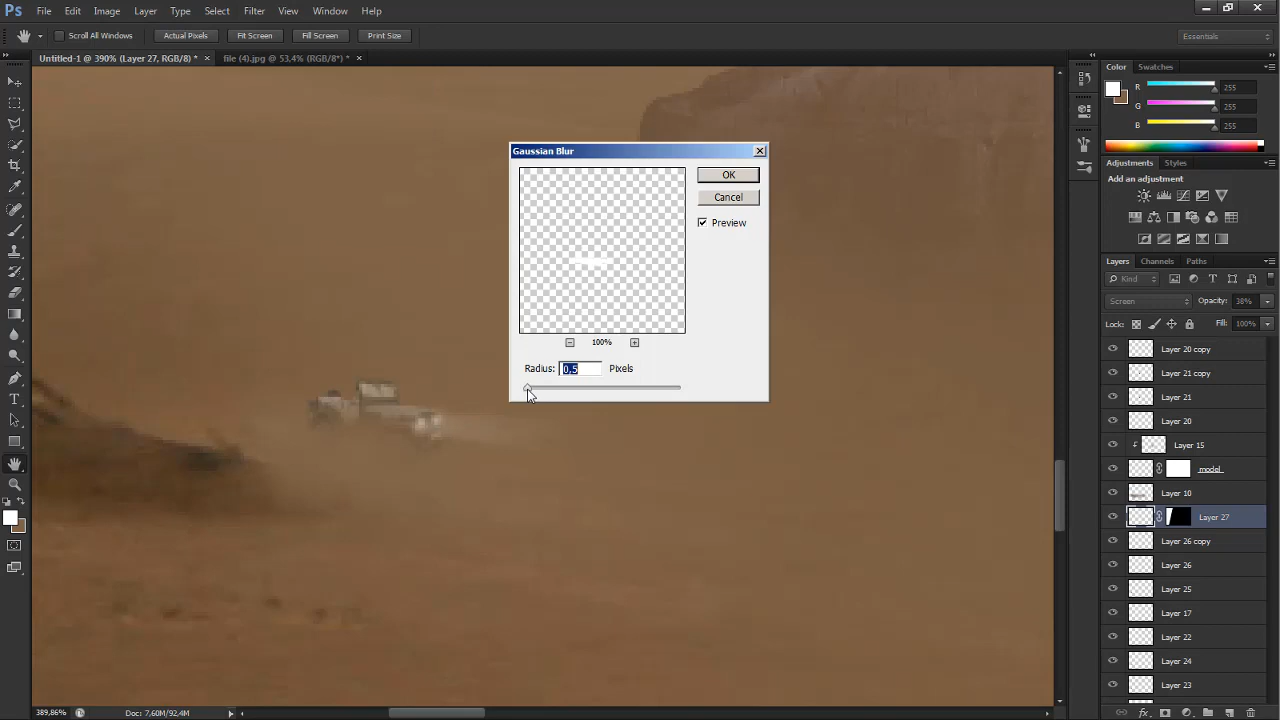 Ps File Edit Image Layer Type Select Filter View Window Help
Scroll All Windows Actual Pixels Fit Screen Fill Screen Print Size Essentials
Untitled-1 @ 390% (Layer 27, RGB/8) * × file (4).jpg @ 53,4% (RGB/8*) * ×
Color Swatches
R 255
G 255
B 255
Adjustments Styles
Add an adjustment
Layers Channels Paths
Kind
Screen Opacity: 38%
Lock: Fill: 100%
Layer 20 copy
Layer 21 copy
Layer 21
Layer 20
Layer 15
model
Layer 10
Layer 27
Layer 26 copy
Layer 26
Layer 25
Layer 17
Layer 22
Layer 24
Layer 23
Gaussian Blur
OK
Cancel
Preview
100%
Radius: 0,5 Pixels
389,86% Doc: 7,60M/92,4M